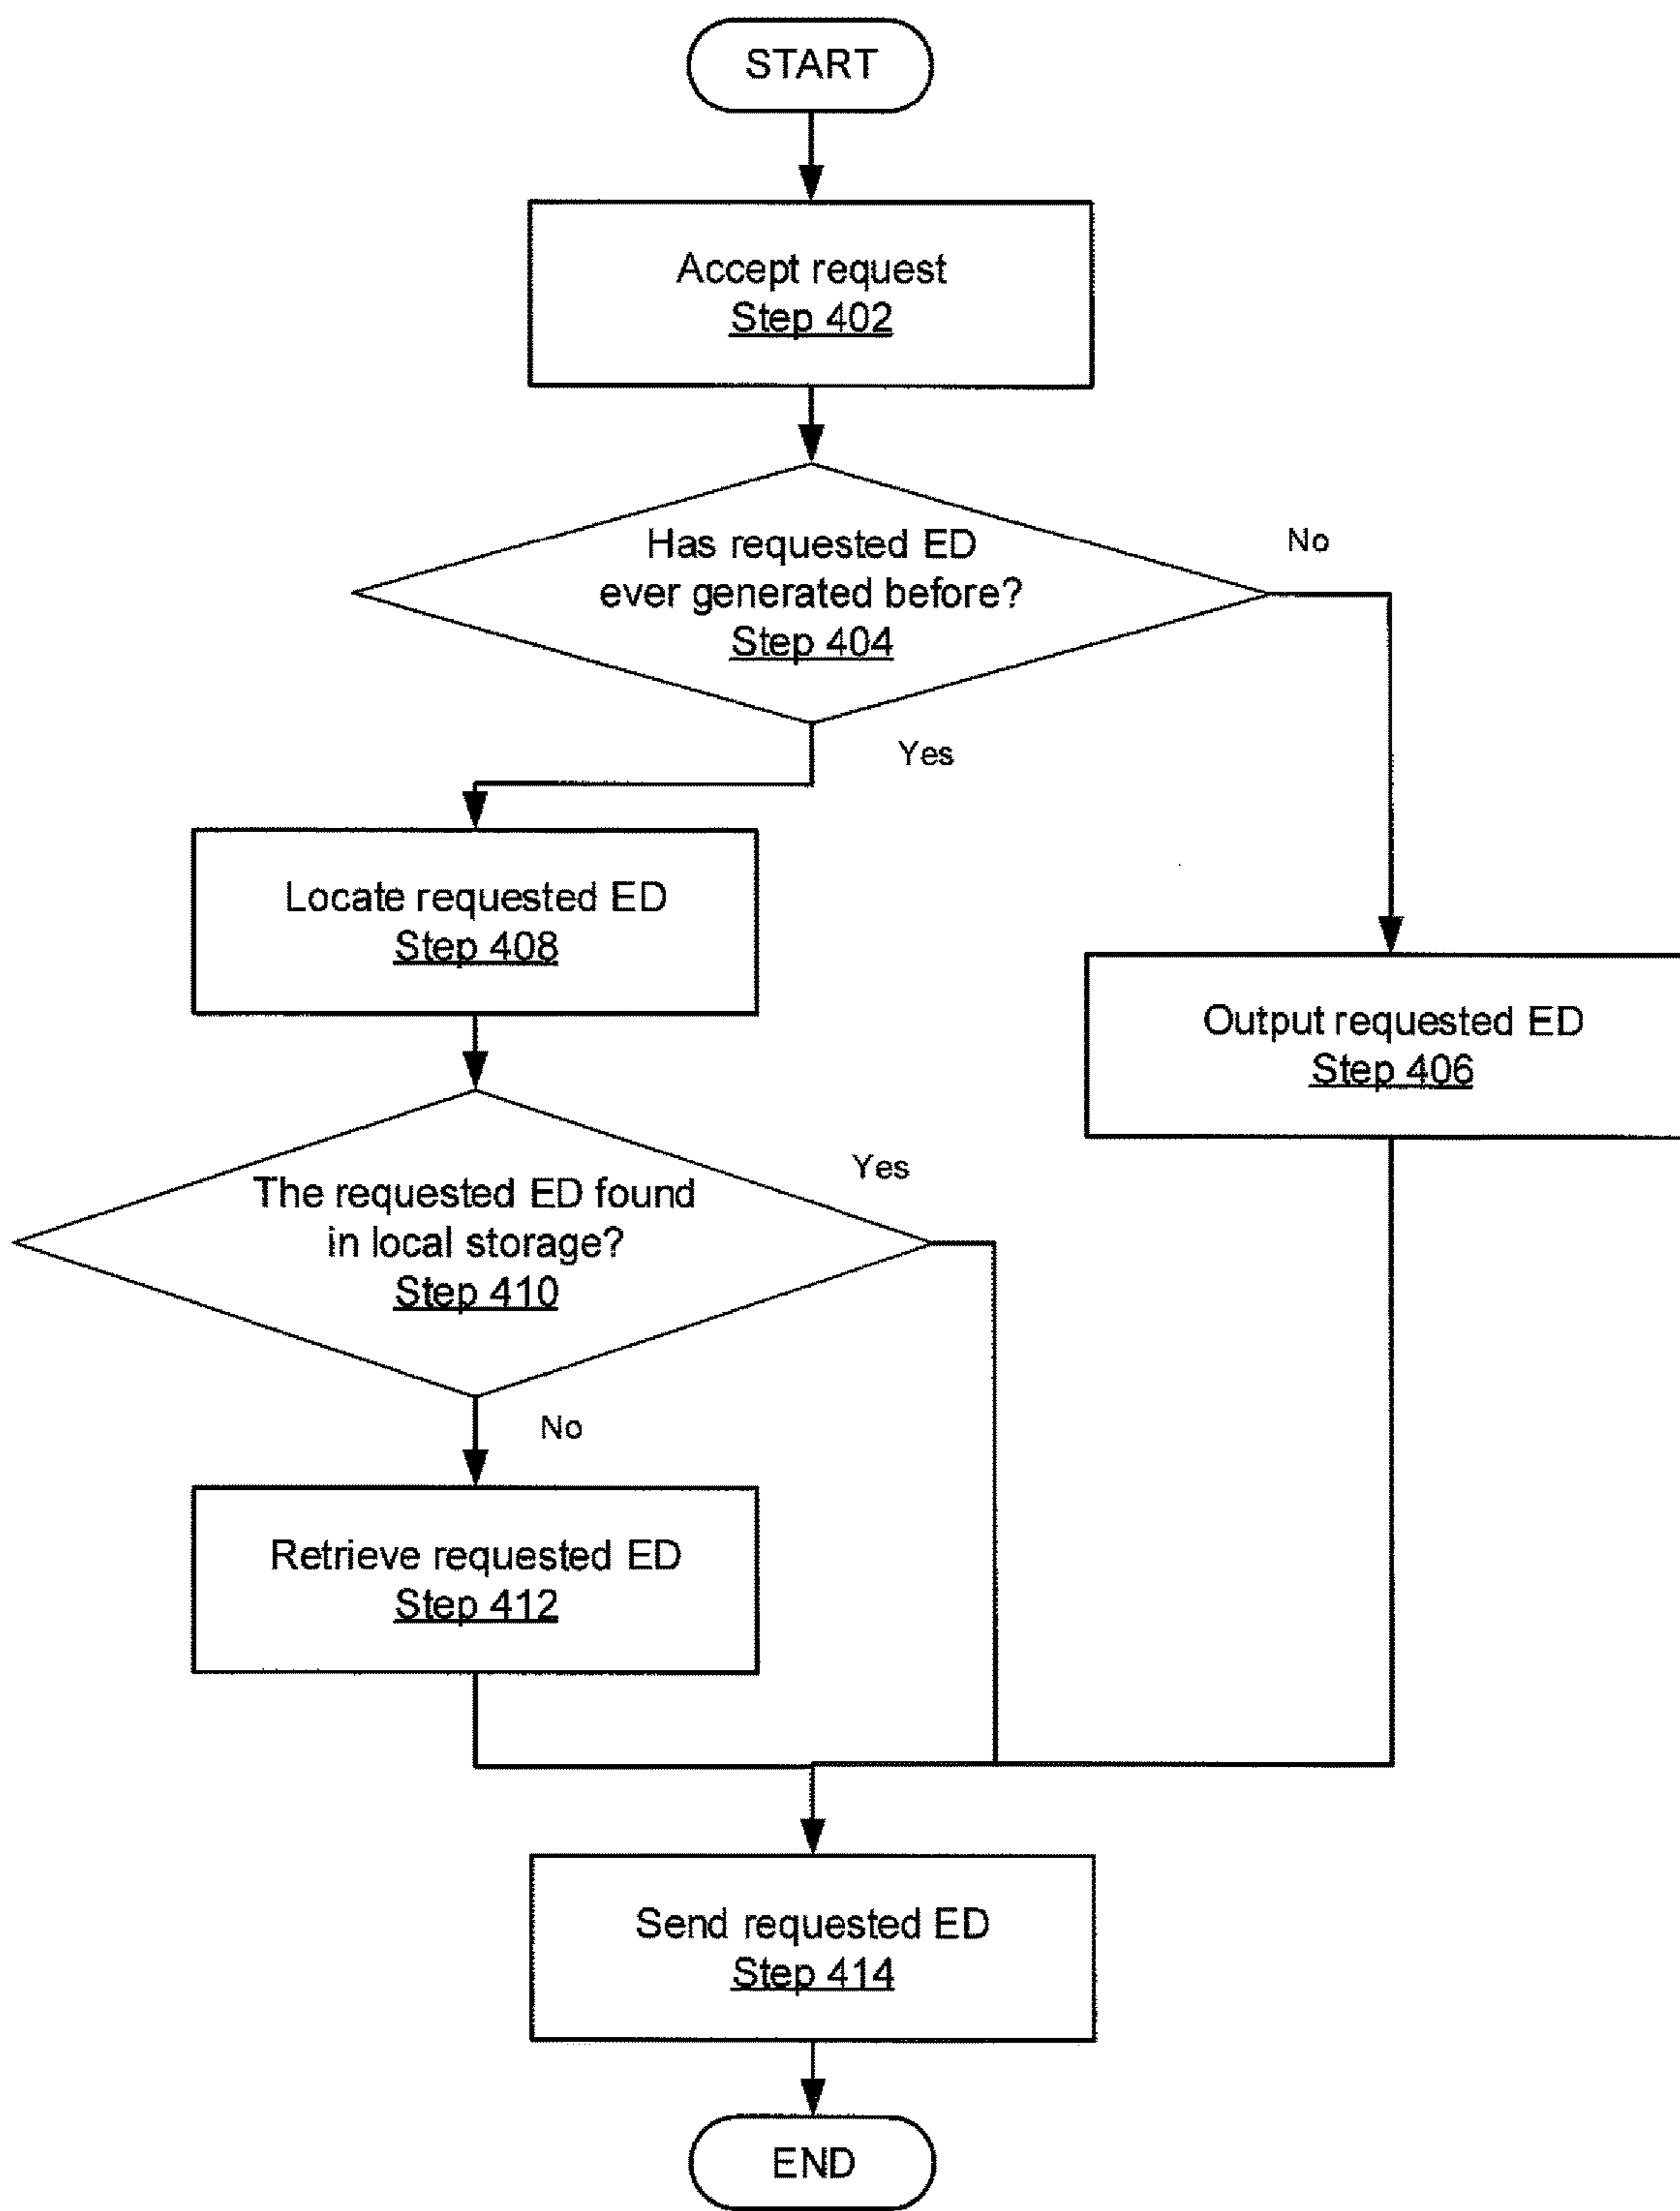 START
Accept request
Step 402
Has requested ED
ever generated before?
Step 404
No
Yes
Locate requested ED
Step 408
Output requested ED
Step 406
The requested ED found
in local storage?
Step 410
Yes
No
Retrieve requested ED
Step 412
Send requested ED
Step 414
END